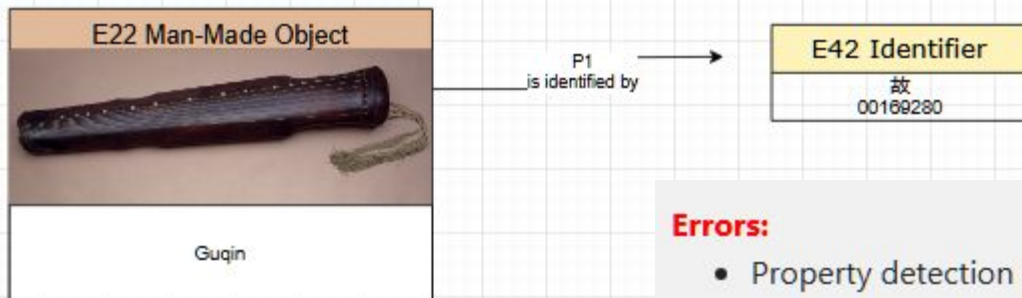 E22 Man-Made Object
P1
is identified by
E42 Identifier
故
00169280
Guqin
Errors:
• Property detection